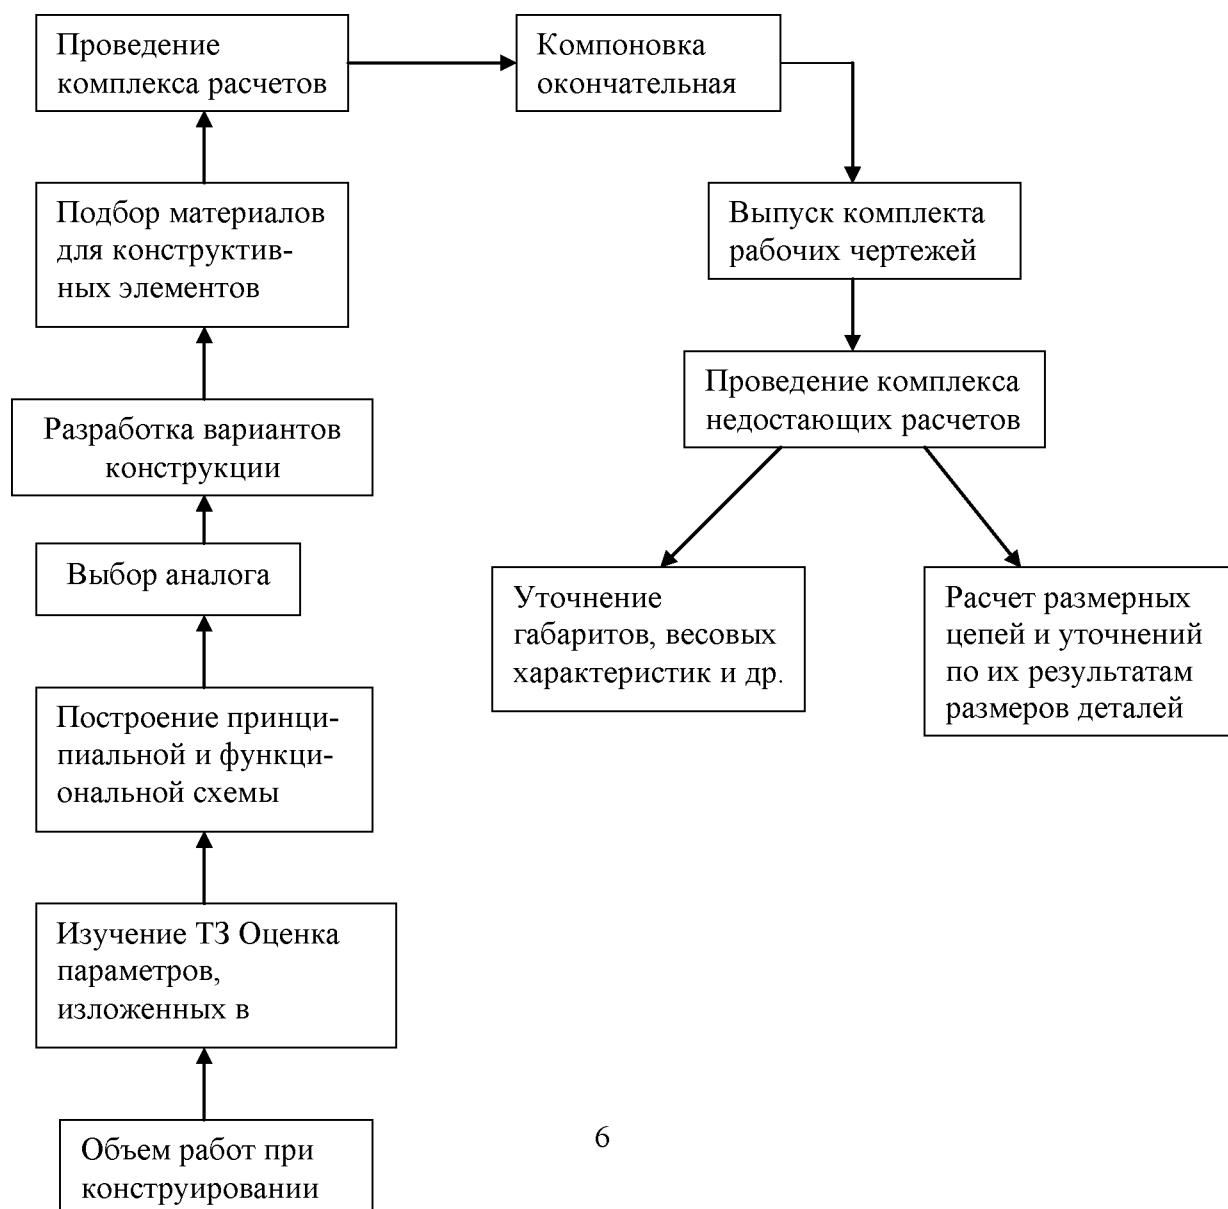 Проведение
комплекса расчетов
Компоновка
окончательная
Подбор материалов
для конструктив-
ных элементов
Выпуск комплекта
рабочих чертежей
Проведение комплекса
недостающих расчетов
Разработка вариантов
конструкции
Выбор аналога
Уточнение
габаритов, весовых
характеристик и др.
Расчет размерных
цепей и уточнений
по их результатам
размеров деталей
Построение принци-
пиальной и функци-
ональной схемы
Изучение ТЗ Оценка
параметров,
изложенных в
Объем работ при
конструировании
6